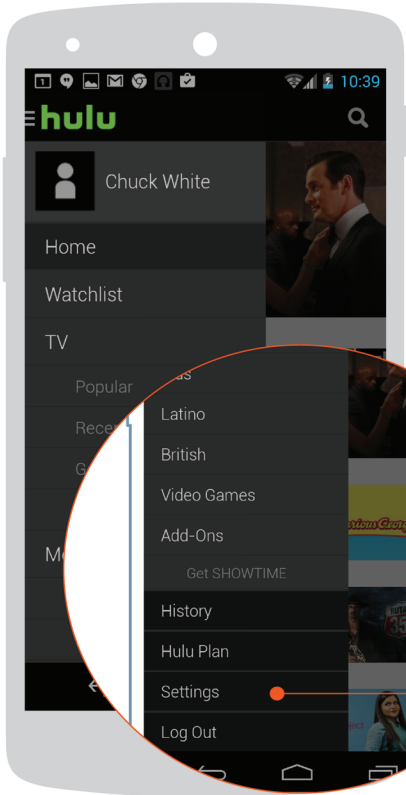 10:39
hulu
Chuck White
Home
Watchlist
TV
Popular
Latino
British
Video Games
Add-Ons
Get SHOWTIME
History
Hulu Plan
Settings
Log Out